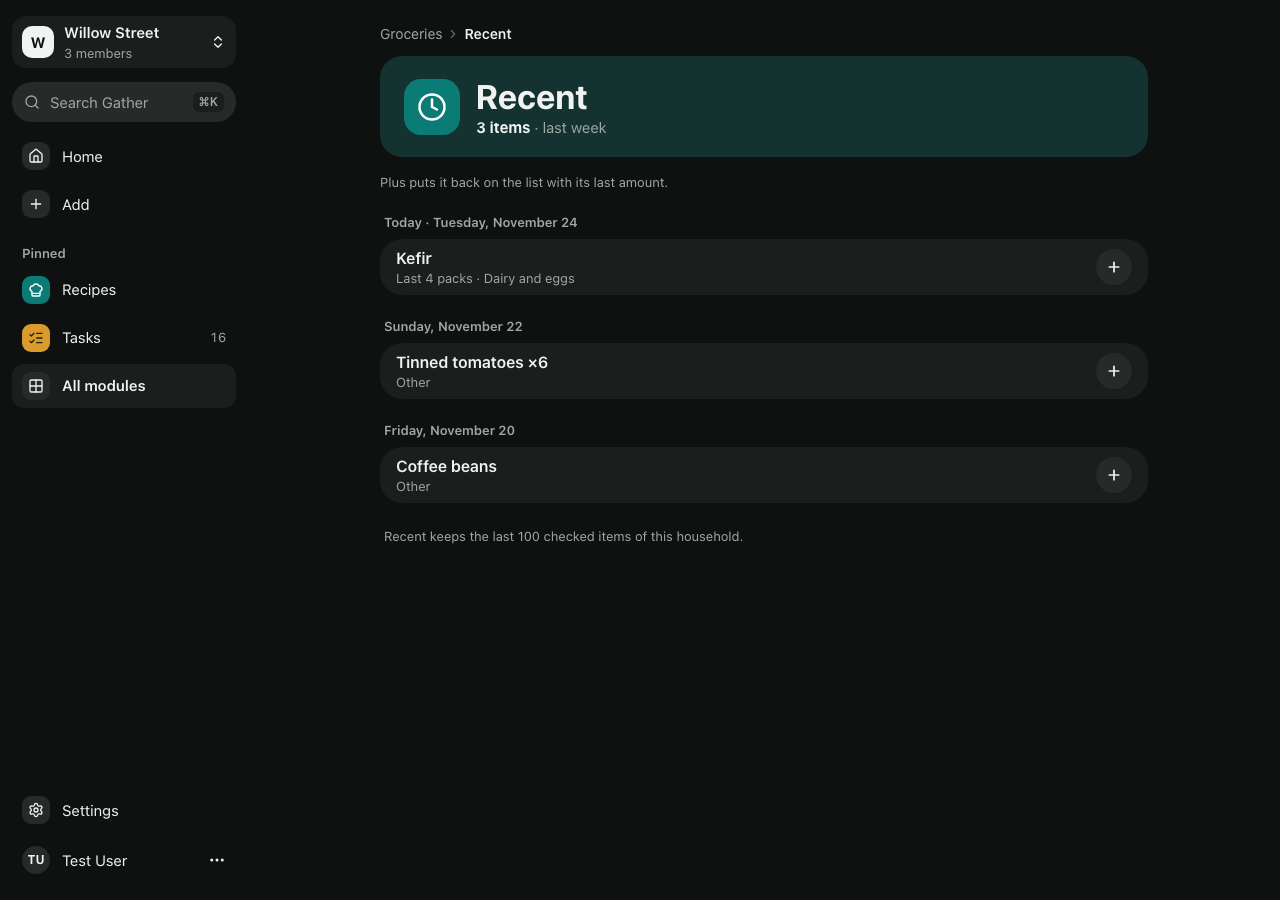 W
Willow Street
3 members
Search Gather ⌘K
Home
Add
Pinned
Recipes
Tasks 16
All modules
Settings
TU Test User
Groceries Recent
Recent
3 items · last week
Plus puts it back on the list with its last amount.
Today · Tuesday, November 24
Kefir
Last 4 packs · Dairy and eggs
Sunday, November 22
Tinned tomatoes ×6
Other
Friday, November 20
Coffee beans
Other
Recent keeps the last 100 checked items of this household.